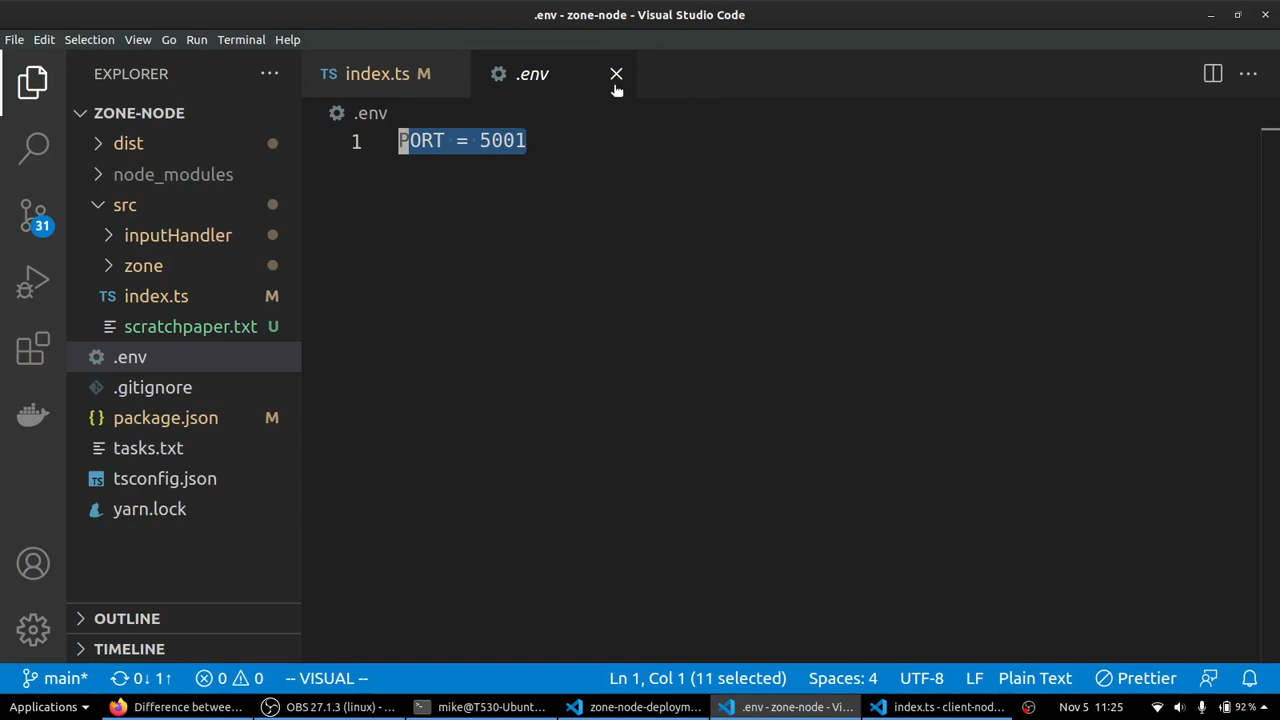 .env - zone-node - Visual Studio Code
File Edit Selection View Go Run Terminal Help
EXPLORER
ZONE-NODE
dist
node_modules
src
inputHandler
zone
TS index.ts M
scratchpaper.txt U
.env
.gitignore
{} package.json M
tasks.txt
TS tsconfig.json
yarn.lock
OUTLINE
TIMELINE
31
TS index.ts M
.env
.env
1 PORT = 5001
main* 0↓ 1↑ 0 0 -- VISUAL -- Ln 1, Col 1 (11 selected) Spaces: 4 UTF-8 LF Plain Text Prettier
Applications Difference betwee... OBS 27.1.3 (linux) - ... mike@T530-Ubunt... zone-node-deploym... .env - zone-node - Vi... index.ts - client-nod... Nov 5 11:25 92 %